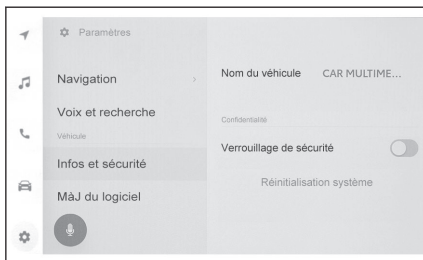 Paramètres
Navigation
Voix et recherche
Véhicule
Infos et sécurité
MàJ du logiciel
Nom du véhicule CAR MULTIME...
Confidentialité
Verrouillage de sécurité
Réinitialisation système